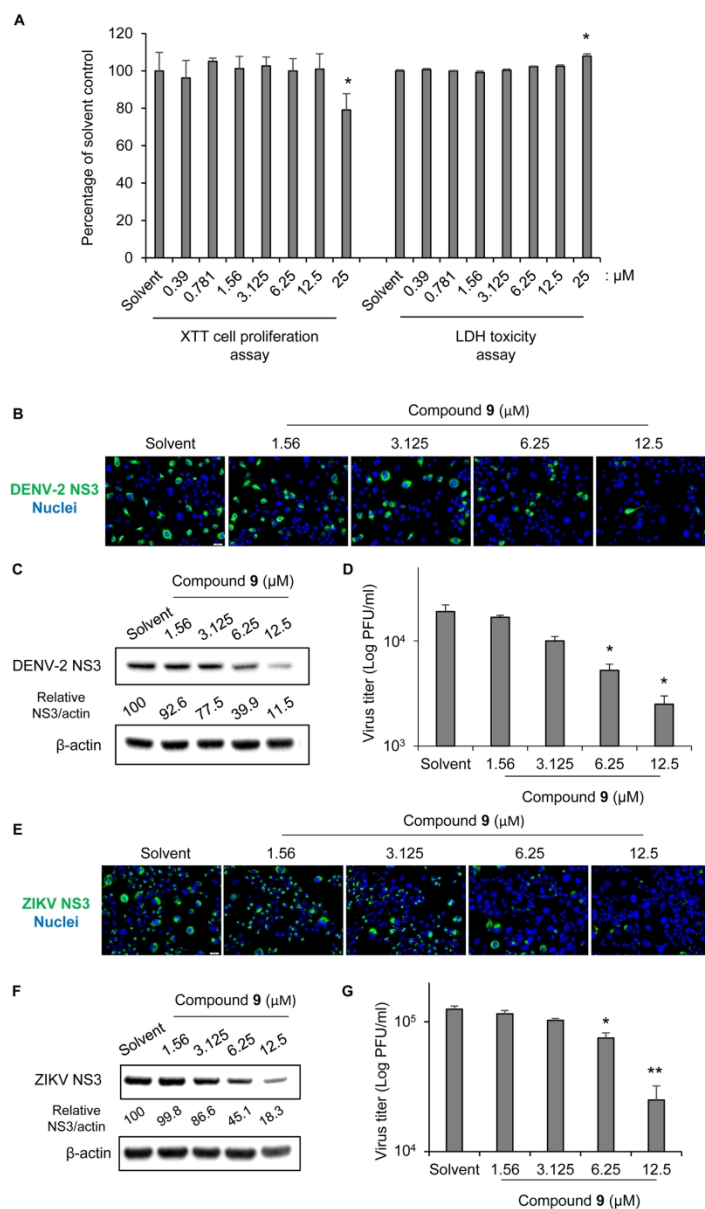 A
Percentage of solvent control
120
100
80
60
40
20
0
*
*
Solvent 0.39 0.781 1.56 3.125 6.25 12.5 25 Solvent 0.39 0.781 1.56 3.125 6.25 12.5 25 : μM
XTT cell proliferation assay
LDH toxicity assay
B
Compound 9 (μM)
Solvent 1.56 3.125 6.25 12.5
DENV-2 NS3
Nuclei
C
Compound 9 (μM)
Solvent 1.56 3.125 6.25 12.5
DENV-2 NS3
Relative NS3/actin
100 92.6 77.5 39.9 11.5
β-actin
D
Virus titer (Log PFU/ml)
10⁴
10³
*
*
Solvent 1.56 3.125 6.25 12.5
Compound 9 (μM)
E
Compound 9 (μM)
Solvent 1.56 3.125 6.25 12.5
ZIKV NS3
Nuclei
F
Compound 9 (μM)
Solvent 1.56 3.125 6.25 12.5
ZIKV NS3
Relative NS3/actin
100 99.8 86.6 45.1 18.3
β-actin
G
Virus titer (Log PFU/ml)
10⁵
10⁴
*
**
Solvent 1.56 3.125 6.25 12.5
Compound 9 (μM)